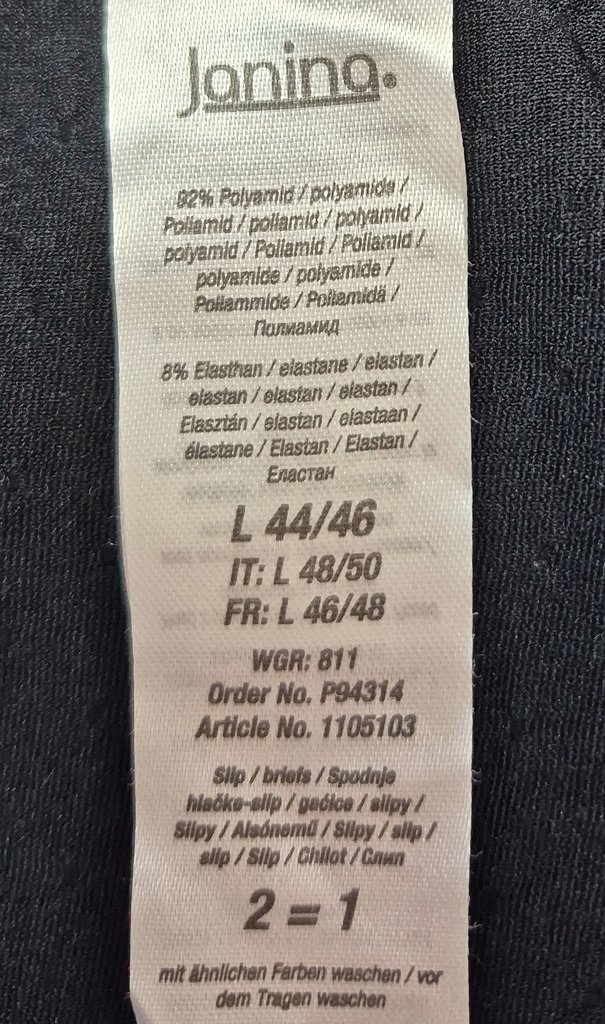 Janina.
92% Polyamid / polyamide /
Poliamid / poliamid / polyamid /
polyamid / Poliamid / Poliamid /
polyamide / polyamide /
Poliammide / Poliamidă /
Полиамид
8% Elasthan / elastane / elastan /
elastan / elastan / elastan /
Elasztán / elastan / elastaan /
élastane / Elastan / Elastan /
Еластан
L 44/46
IT: L 48/50
FR: L 46/48
WGR: 811
Order No. P94314
Article No. 1105103
Slip / briefs / Spodnje
hlačke-slip / gaćice / slipy /
Slipy / Alsónemű / Slipy / slip /
slip / Slip / Chilot / Слип
2 = 1
mit ähnlichen Farben waschen / vor
dem Tragen waschen